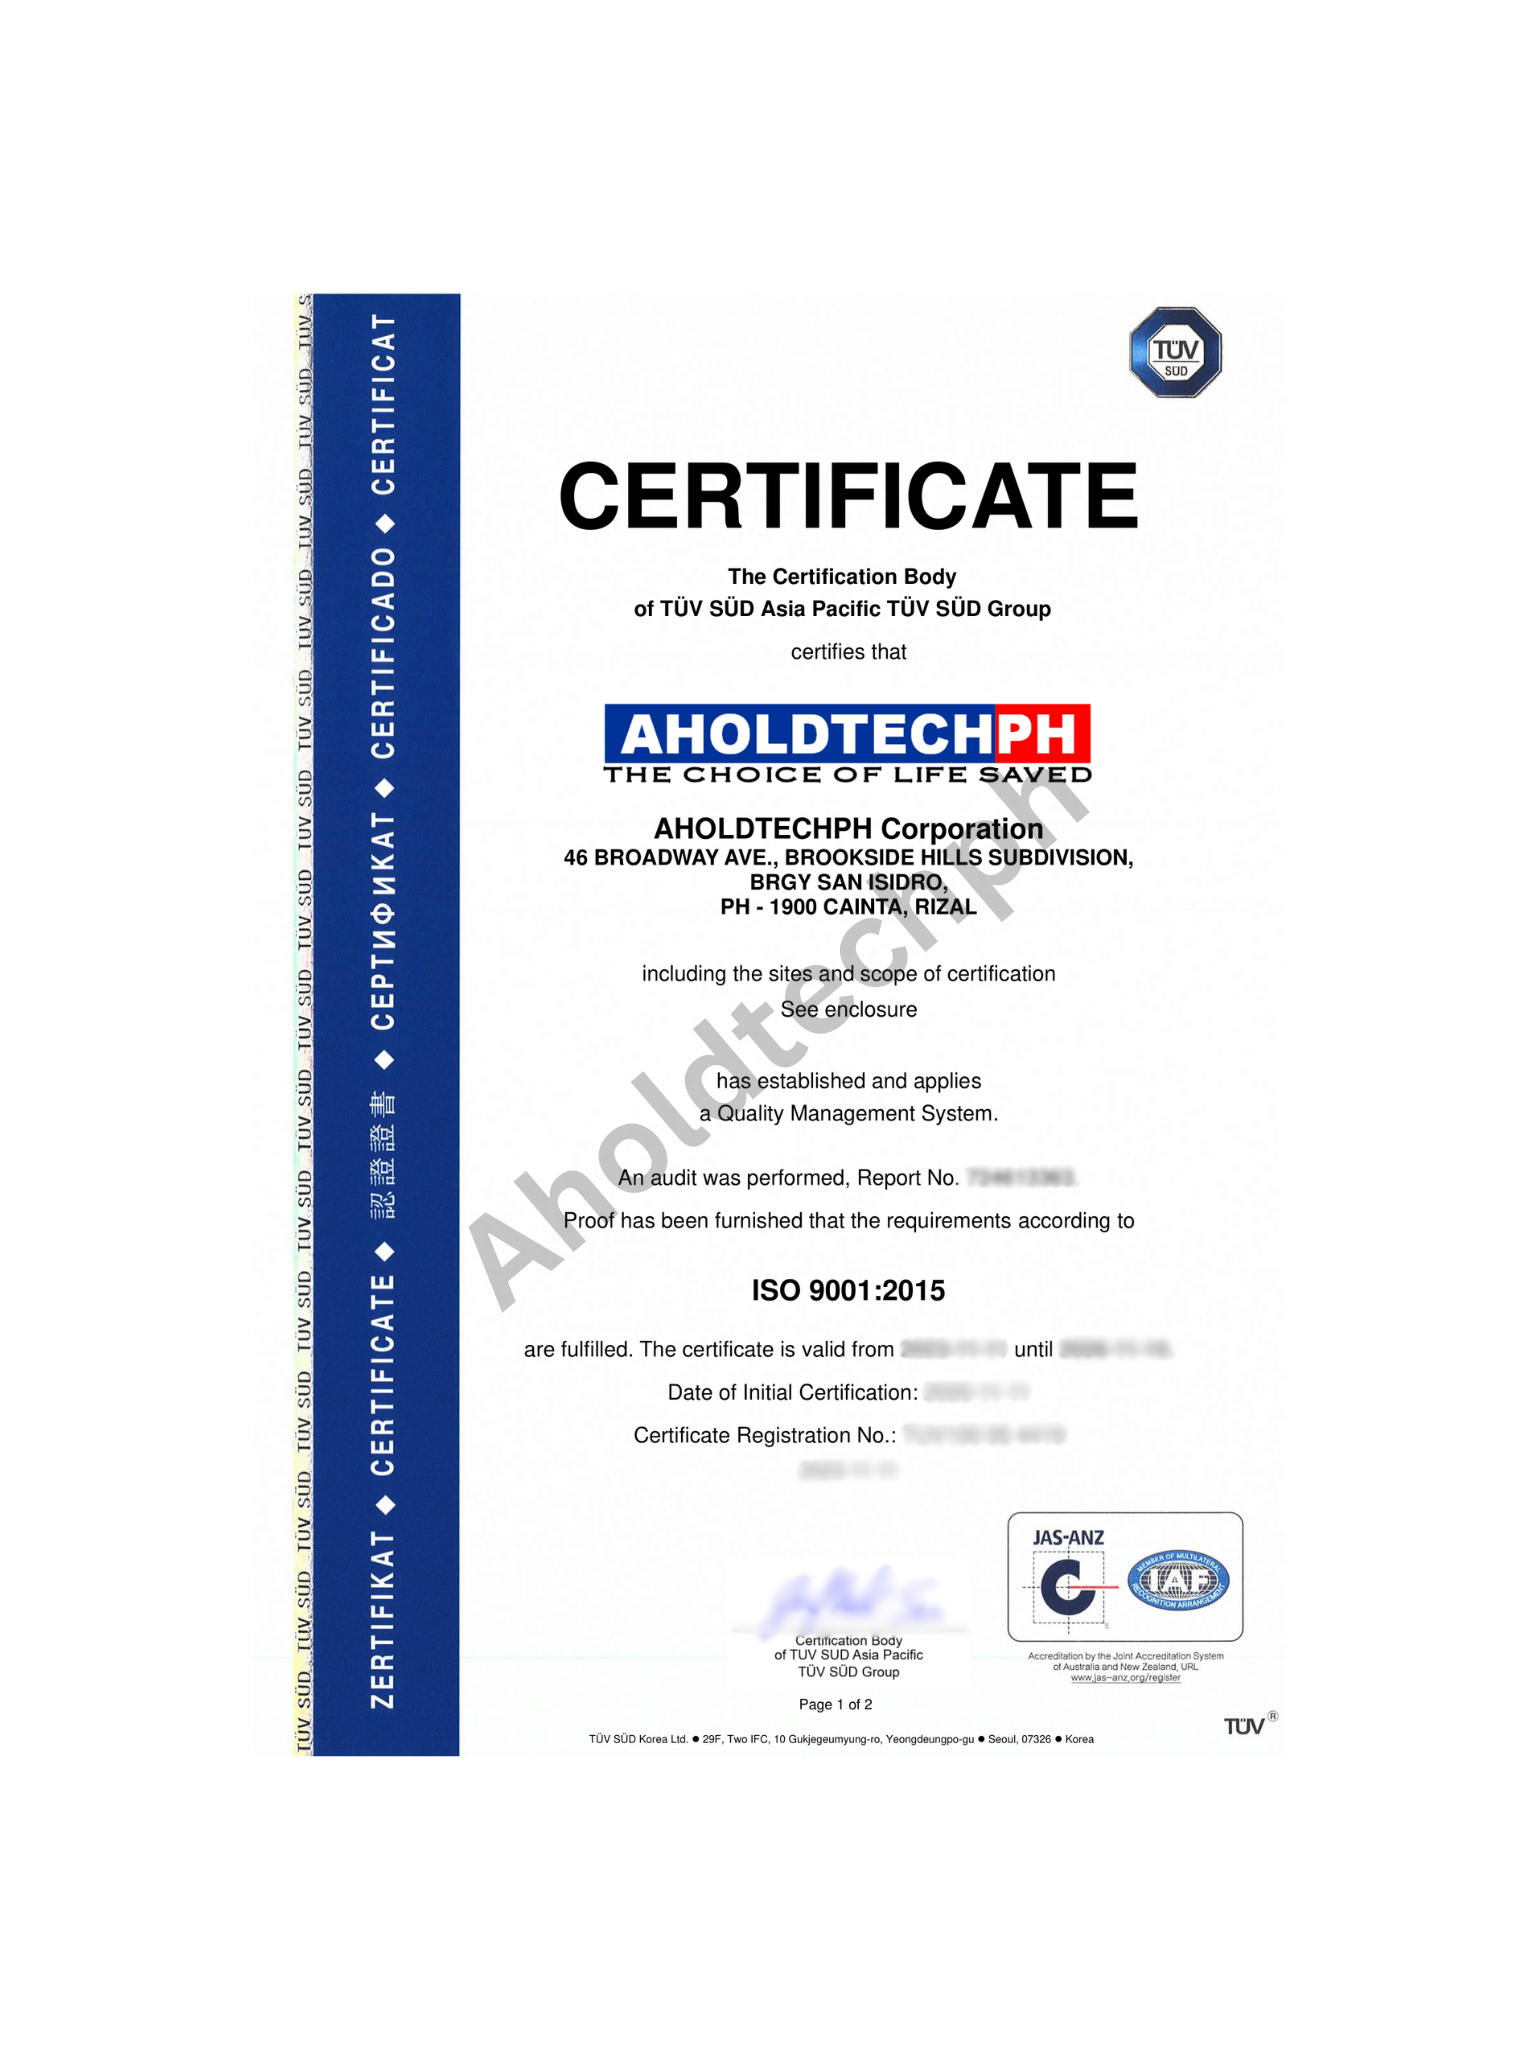 TÜV SÜD TÜV SÜD TÜV SÜD TÜV SÜD TÜV SÜD TÜV SÜD TÜV SÜD TÜV SÜD TÜV SÜD TÜV SÜD TÜV SÜD TÜV SÜD TÜV SÜD TÜV SÜD TÜV S
ZERTIFIKAT ◆ CERTIFICATE ◆ 認證證書 ◆ СЕРТИФИКАТ ◆ CERTIFICADO ◆ CERTIFICAT
TÜV
SÜD
CERTIFICATE
The Certification Body
of TÜV SÜD Asia Pacific TÜV SÜD Group
certifies that
AHOLDTECHPH
THE CHOICE OF LIFE SAVED
AHOLDTECHPH Corporation
46 BROADWAY AVE., BROOKSIDE HILLS SUBDIVISION,
BRGY SAN ISIDRO,
PH - 1900 CAINTA, RIZAL
including the sites and scope of certification
See enclosure
has established and applies
a Quality Management System.
Aholdtechph
An audit was performed, Report No.
Proof has been furnished that the requirements according to
ISO 9001:2015
are fulfilled. The certificate is valid from until
Date of Initial Certification:
Certificate Registration No.:
JAS-ANZ
MEMBER OF MULTILATERAL
IAF
RECOGNITION ARRANGEMENT
Certification Body
of TUV SUD Asia Pacific
TÜV SÜD Group
Accreditation by the Joint Accreditation System
of Australia and New Zealand, URL
www.jas-anz.org/register
Page 1 of 2
TÜV®
TÜV SÜD Korea Ltd. ● 29F, Two IFC, 10 Gukjegeumyung-ro, Yeongdeungpo-gu ● Seoul, 07326 ● Korea